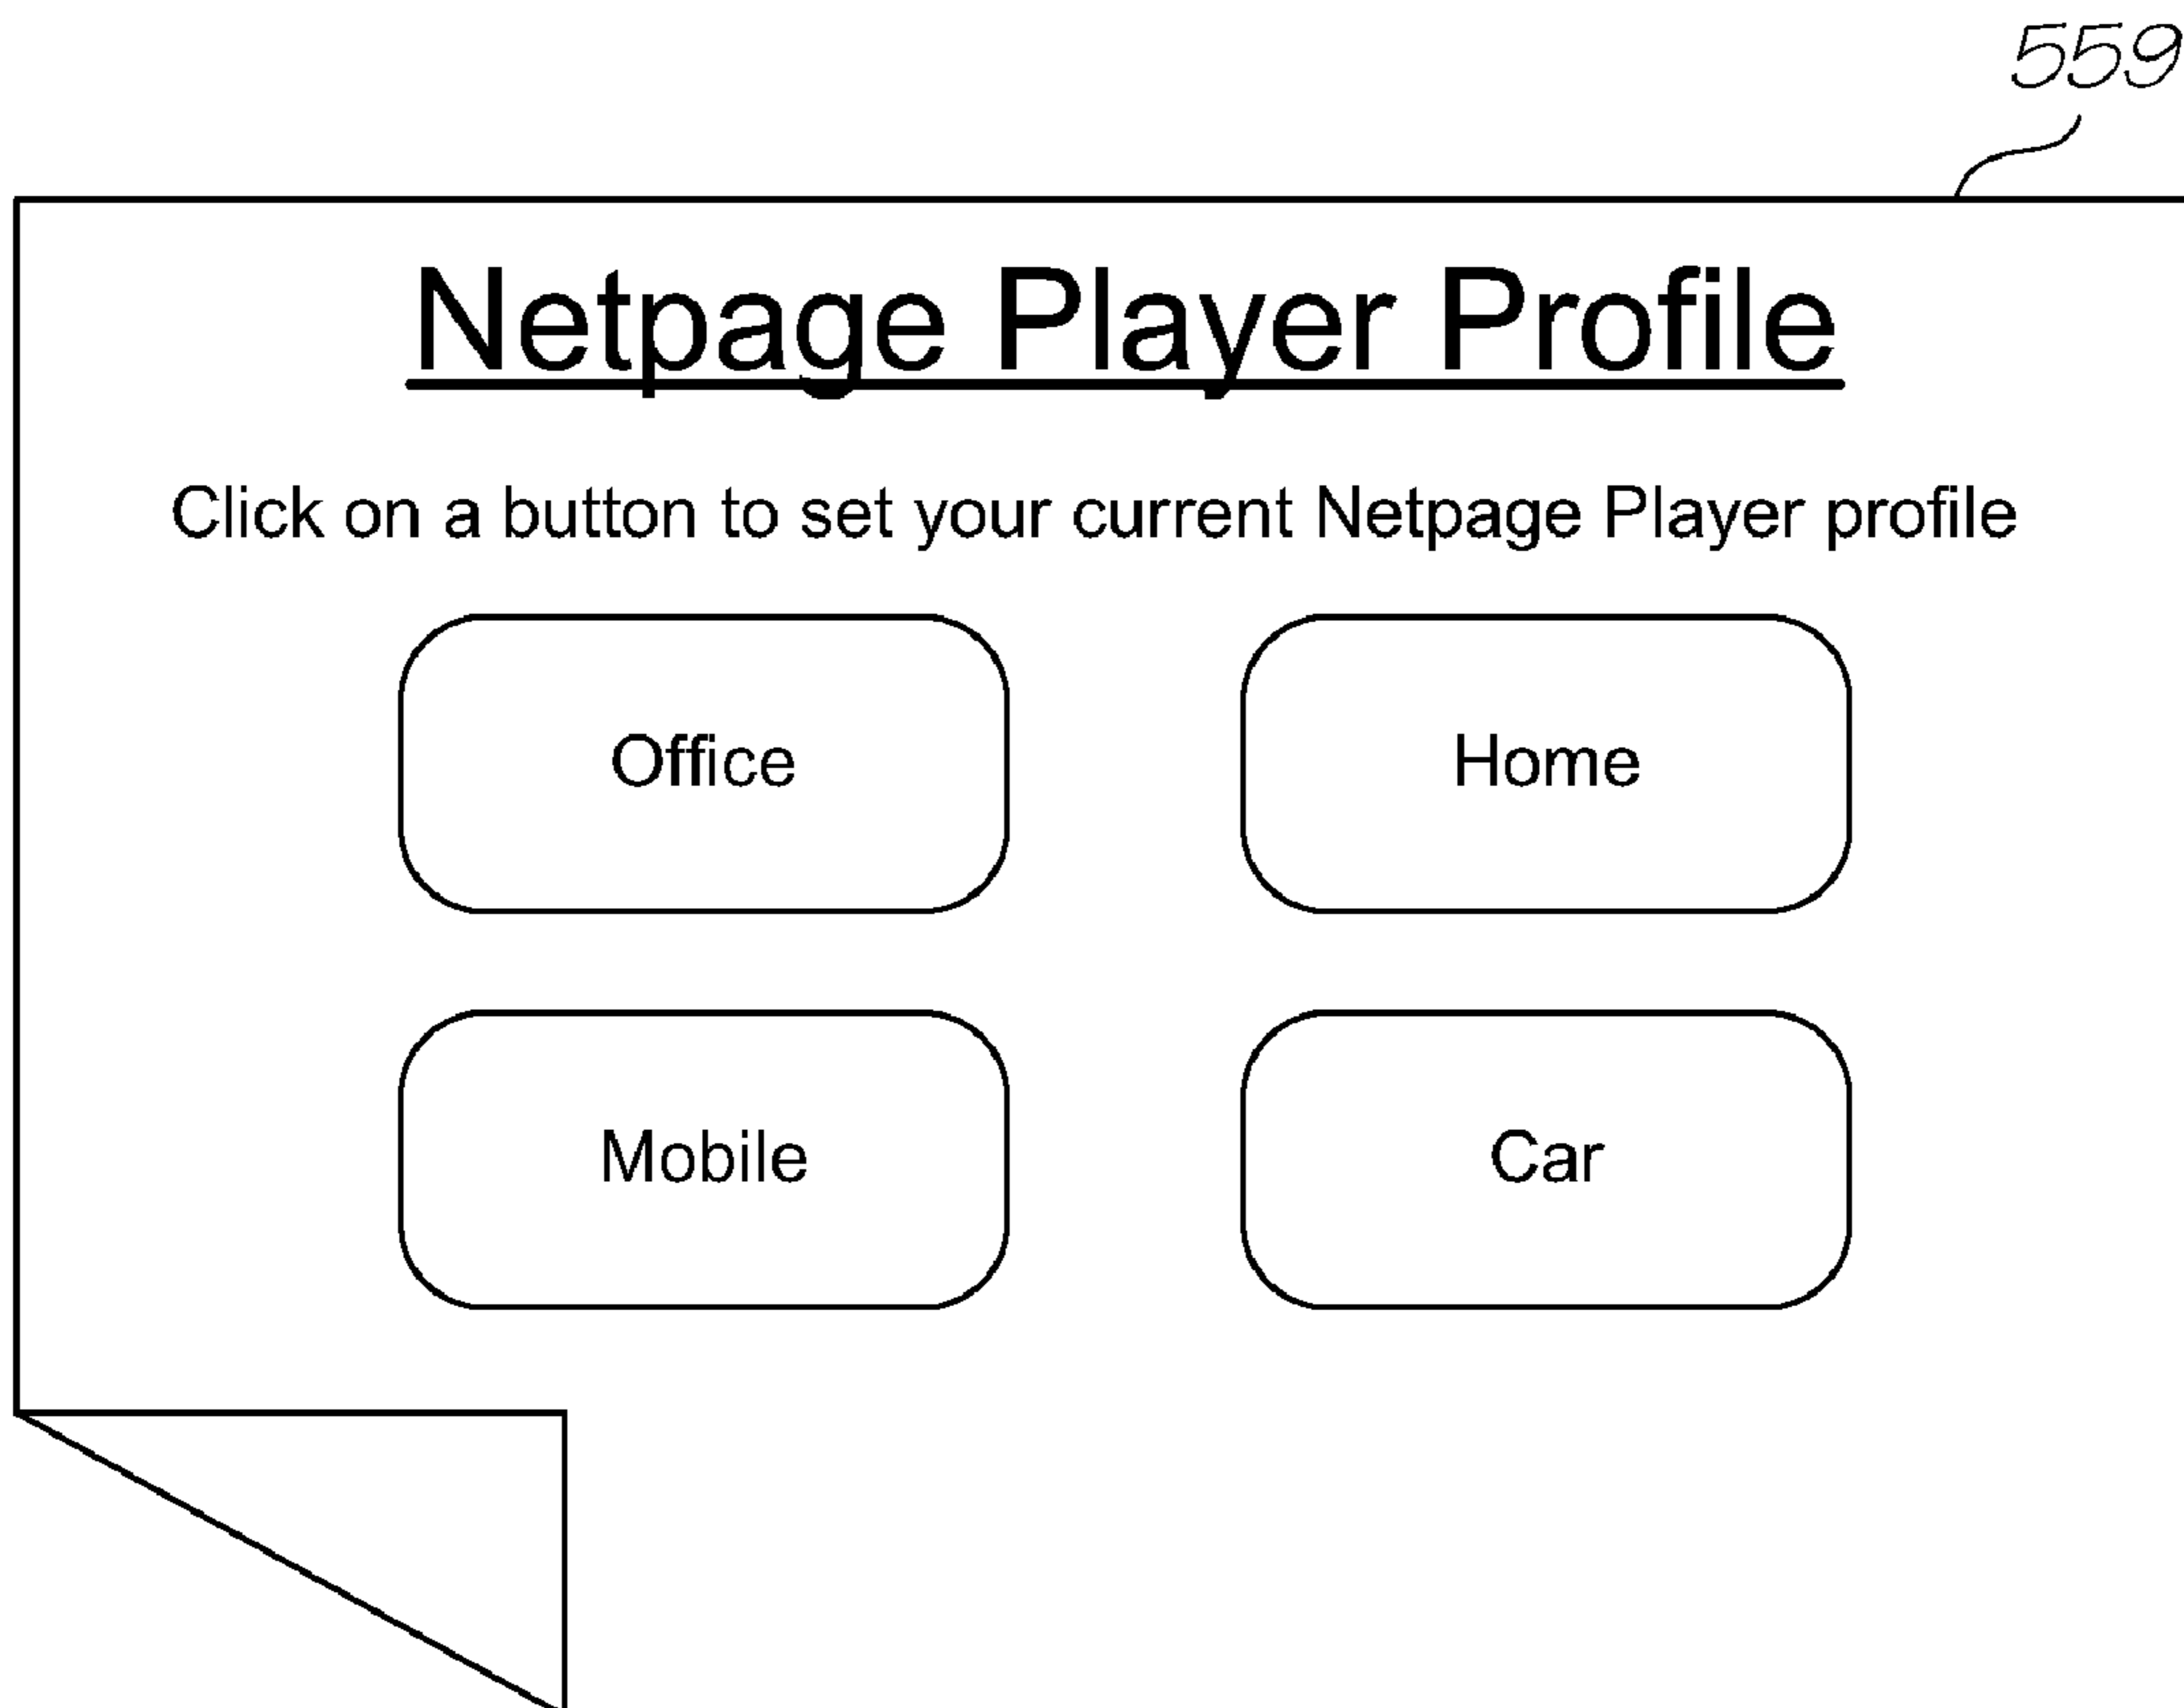 559
Netpage Player Profile
Click on a button to set your current Netpage Player profile
Office Home
Mobile Car